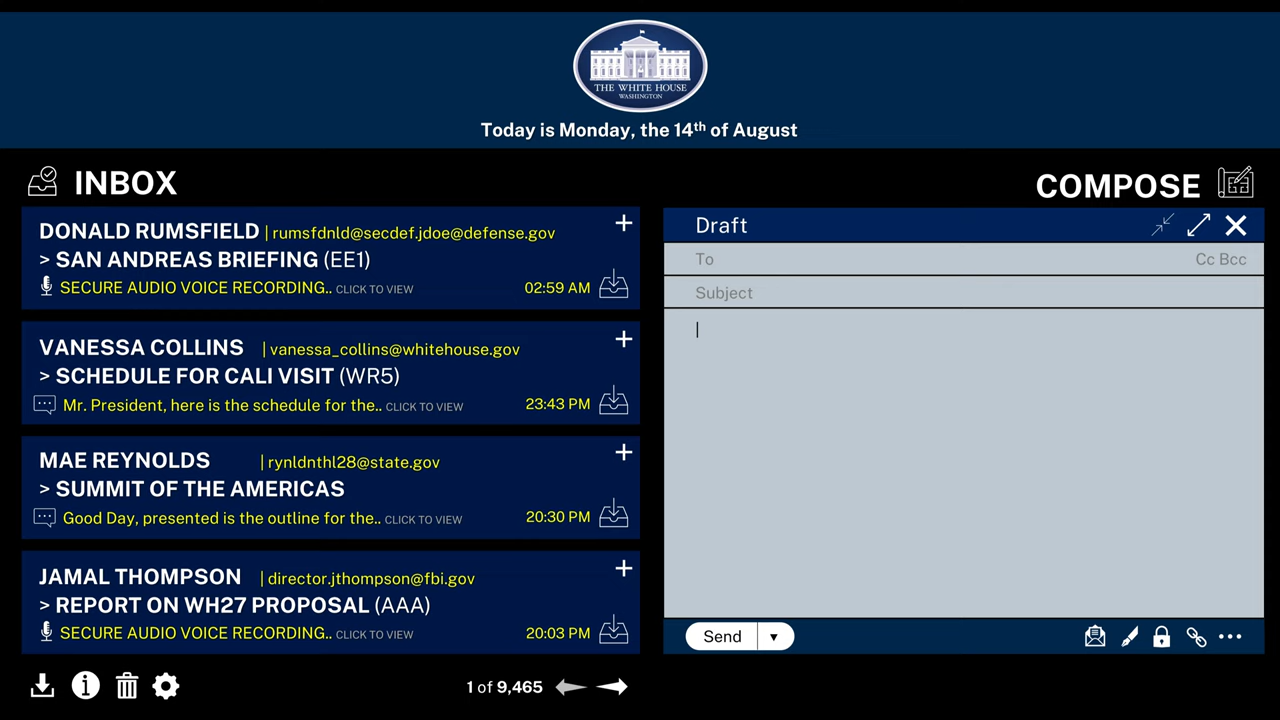 THE WHITE HOUSE
WASHINGTON
Today is Monday, the 14th of August
INBOX
DONALD RUMSFIELD | rumsfdnld@secdef.jdoe@defense.gov +
> SAN ANDREAS BRIEFING (EE1)
SECURE AUDIO VOICE RECORDING.. CLICK TO VIEW 02:59 AM
VANESSA COLLINS | vanessa_collins@whitehouse.gov +
> SCHEDULE FOR CALI VISIT (WR5)
Mr. President, here is the schedule for the.. CLICK TO VIEW 23:43 PM
MAE REYNOLDS | rynldnthl28@state.gov +
> SUMMIT OF THE AMERICAS
Good Day, presented is the outline for the.. CLICK TO VIEW 20:30 PM
JAMAL THOMPSON | director.jthompson@fbi.gov +
> REPORT ON WH27 PROPOSAL (AAA)
SECURE AUDIO VOICE RECORDING.. CLICK TO VIEW 20:03 PM
1 of 9,465
COMPOSE
Draft
To Cc Bcc
Subject
Send